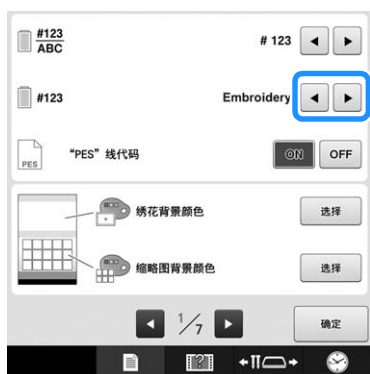 #123
ABC
# 123
#123
Embroidery
PES
“PES”线代码
ON
OFF
绣花背景颜色
选择
缩略图背景颜色
选择
1/7
确定